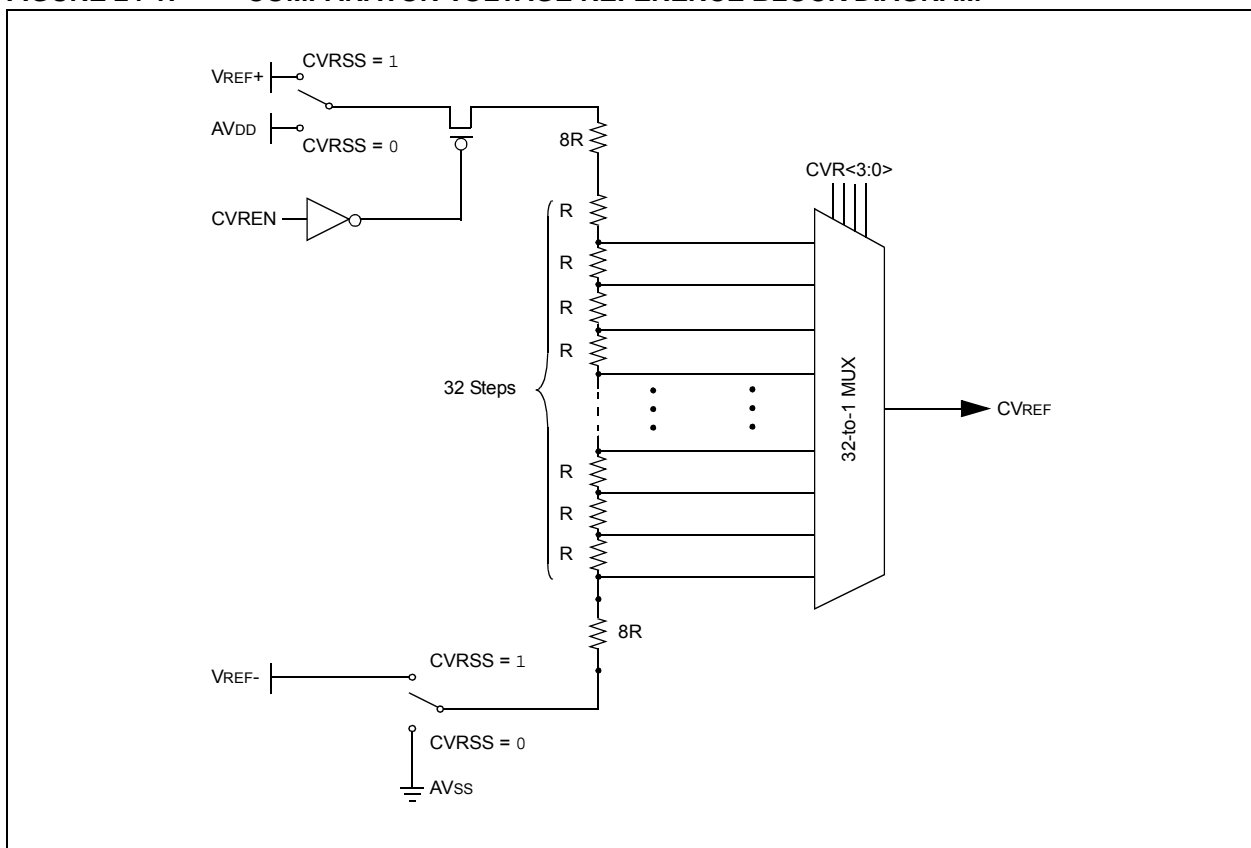 VREF+
CVRSS = 1
AVDD
CVRSS = 0
8R
CVREN
CVR<3:0>
R
R
R
R
32 Steps
32-to-1 MUX
CVREF
R
R
R
8R
CVRSS = 1
VREF-
CVRSS = 0
AVSS